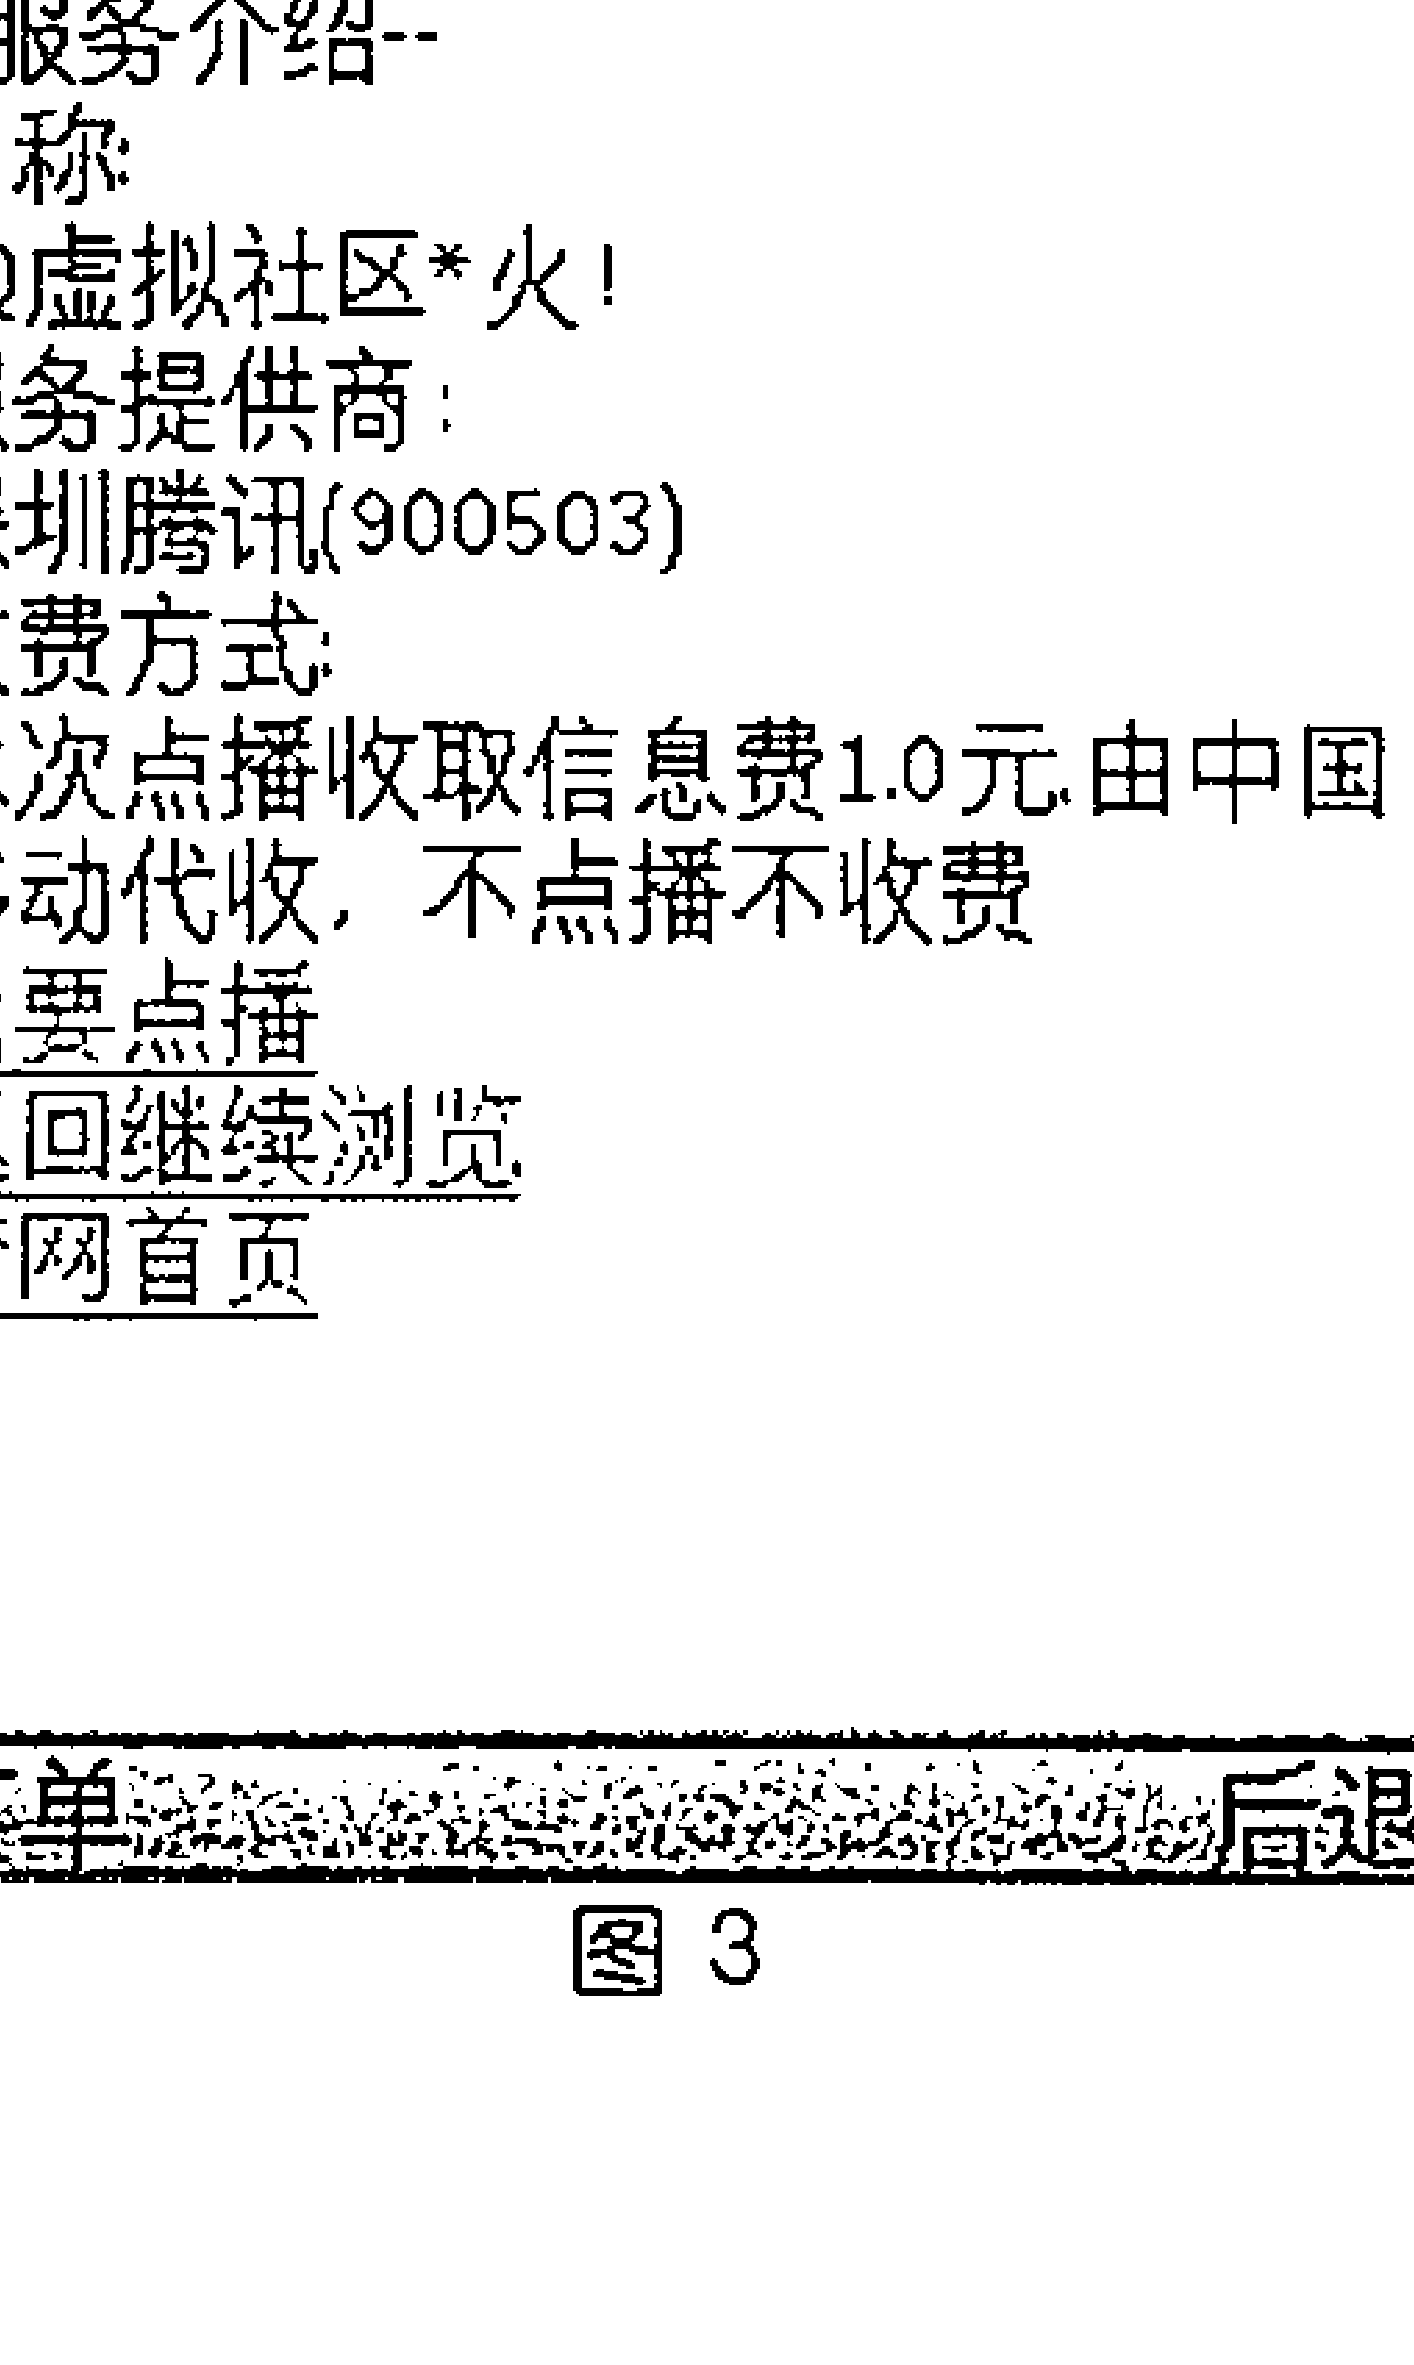 服务介绍--
称:
虚拟社区*火!
务提供商:
圳腾讯(900503)
费方式:
次点播收取信息费1.0元.由中国
动代收, 不点播不收费
要点播
回继续浏览
网首页
单 后退
图 3